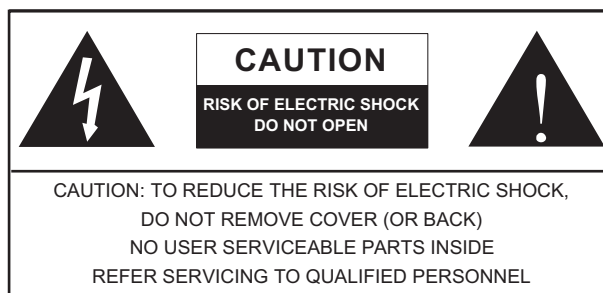 CAUTION
RISK OF ELECTRIC SHOCK
DO NOT OPEN
!
CAUTION: TO REDUCE THE RISK OF ELECTRIC SHOCK,
DO NOT REMOVE COVER (OR BACK)
NO USER SERVICEABLE PARTS INSIDE
REFER SERVICING TO QUALIFIED PERSONNEL